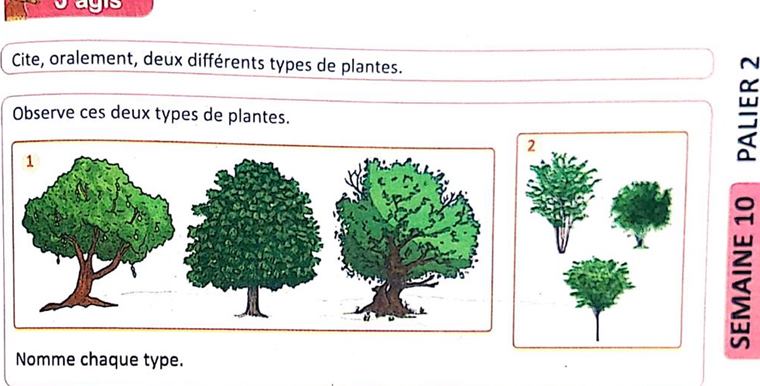 J'agis
Cite, oralement, deux différents types de plantes.
Observe ces deux types de plantes.
1
2
Nomme chaque type.
SEMAINE 10 PALIER 2